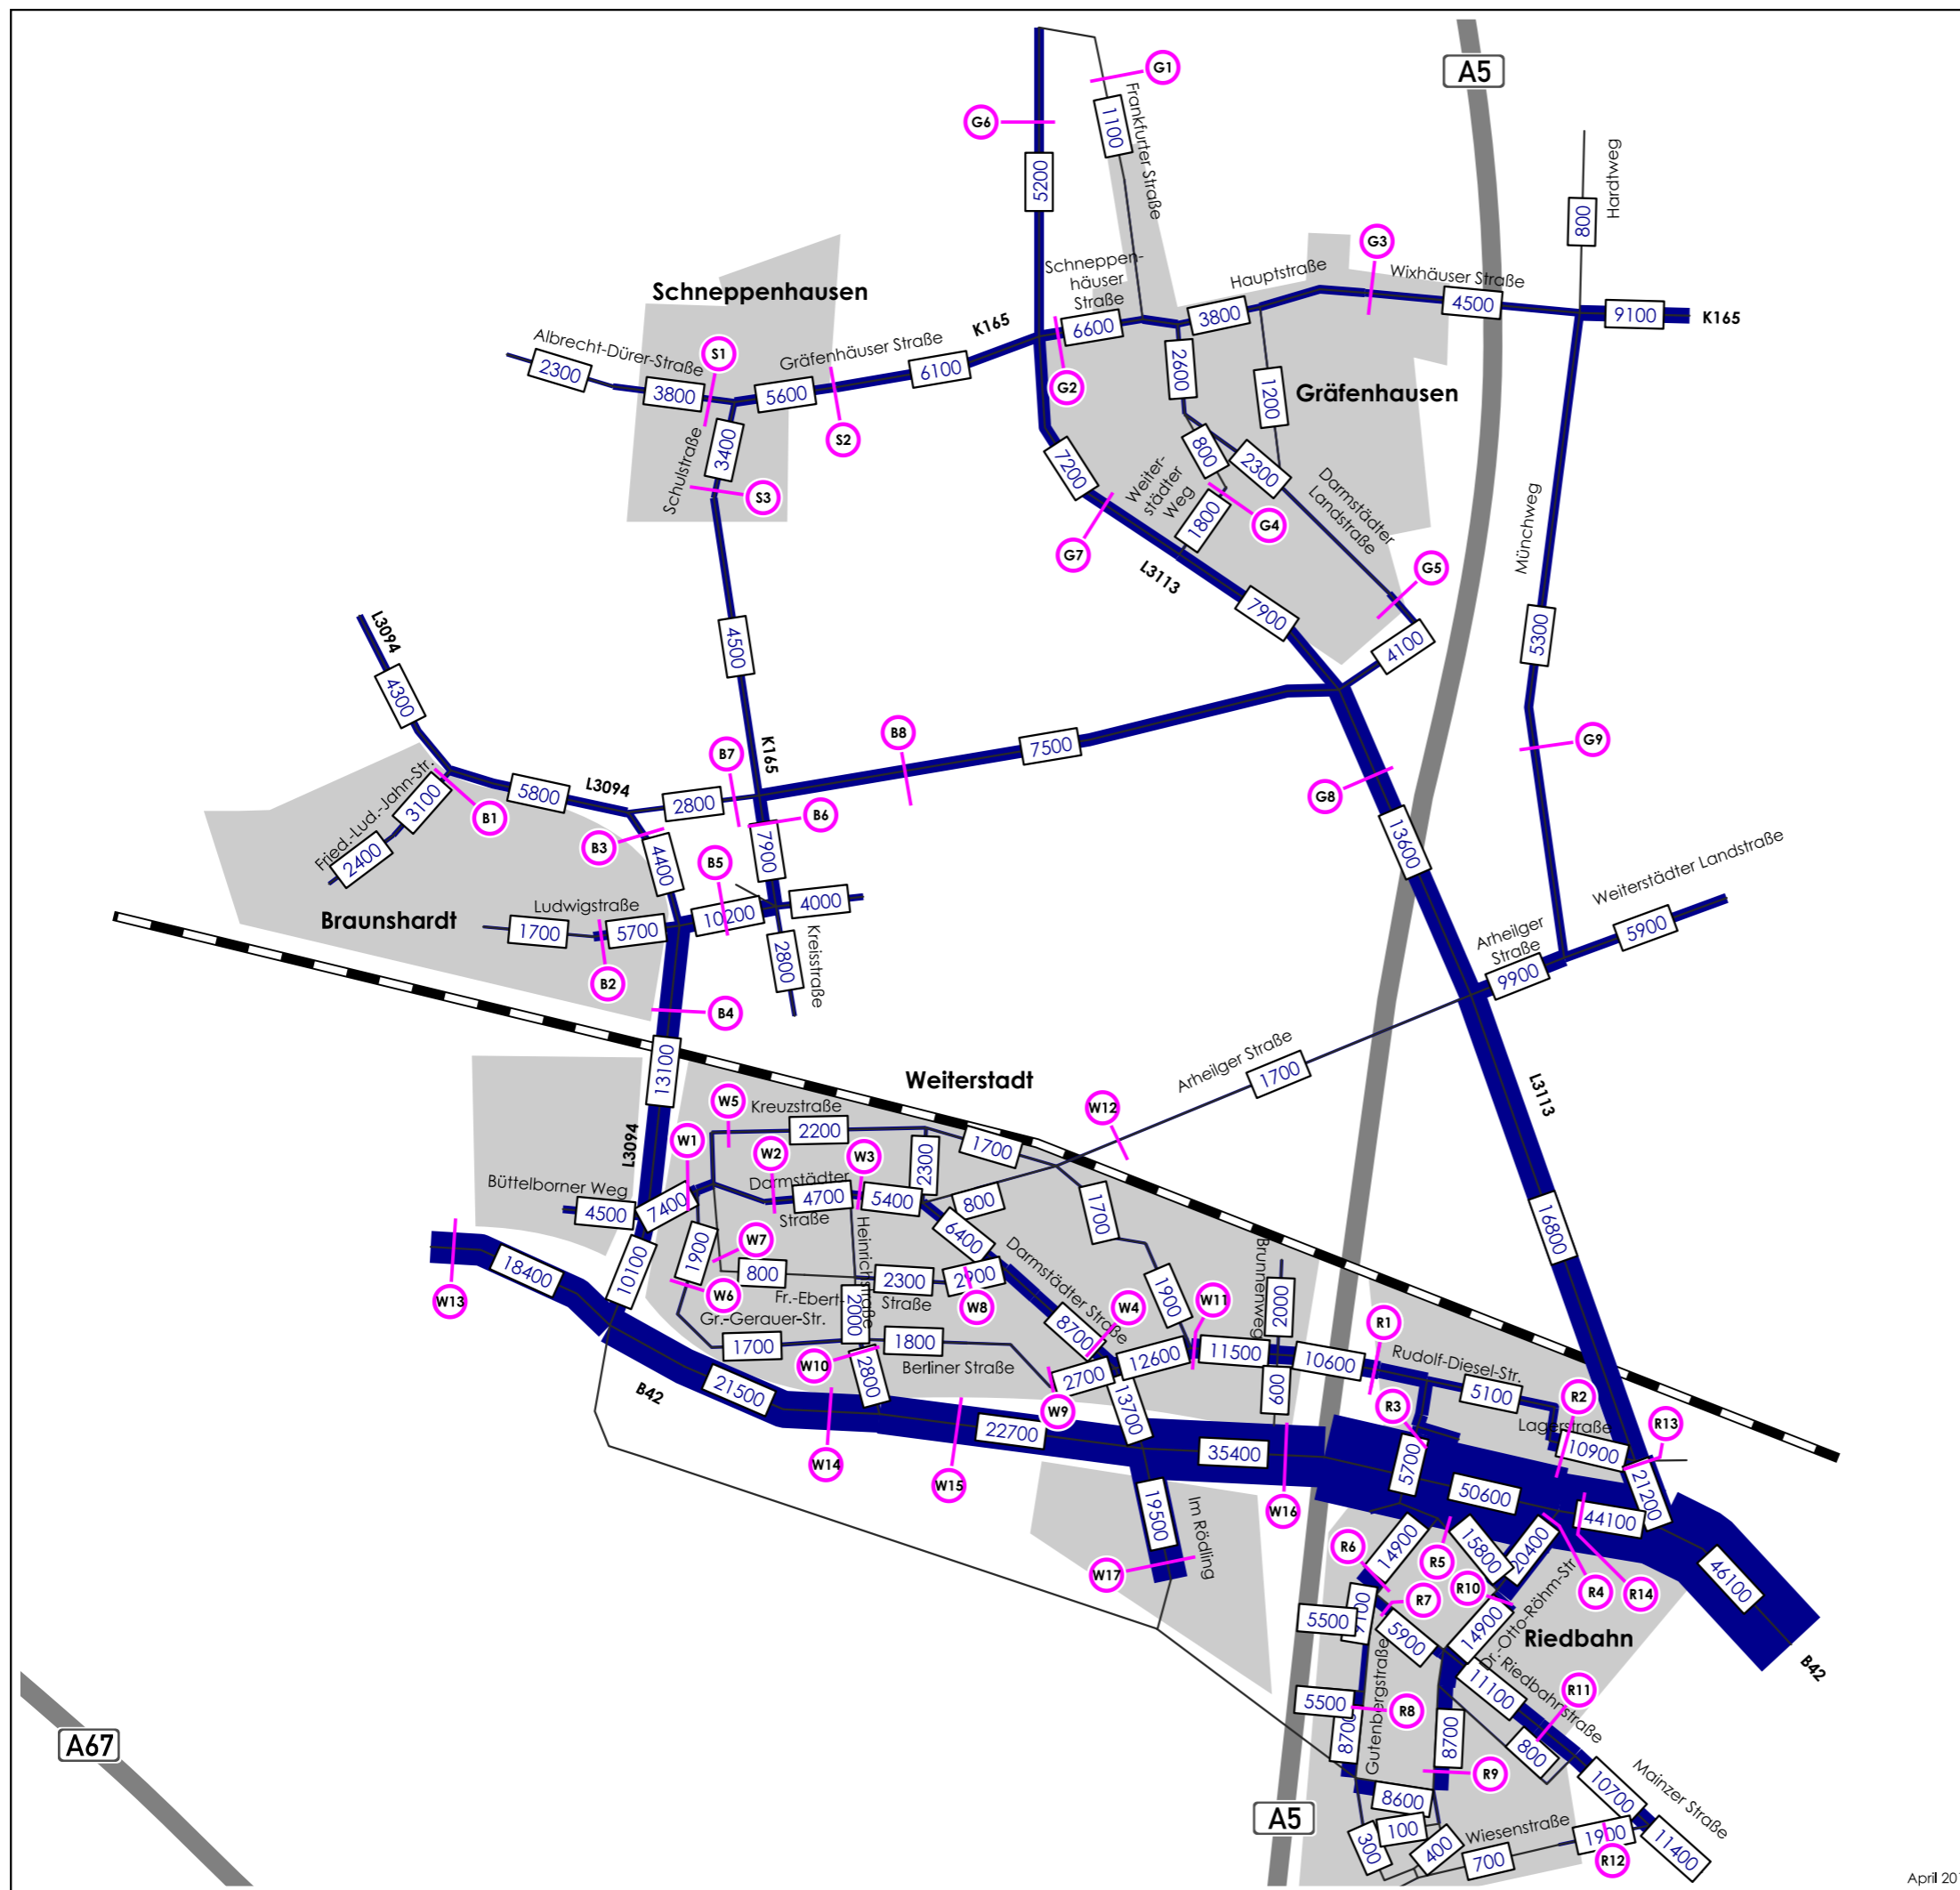 G1
A5
G6
1100
Frankfurter Straße
5200
800
Hardtweg
G3
Schneppen-
häuser
Straße
Hauptstraße
Wixhäuser Straße
Schneppenhausen
K165
6600
3800
4500
9100
K165
Albrecht-Dürer-Straße
S1
Gräfenhäuser Straße
2300
3800
5600
6100
2600
1200
Gräfenhausen
G2
S2
Schulstraße
3400
S3
7200
800
2300
Weiter-
städter
Weg
1800
G4
Darmstädter
Landstraße
G7
L3113
G5
Münchweg
7900
4100
5300
L3094
4300
4500
K165
B7
B8
7500
G9
Fried.-Lud.-Jahn-Str.
3100
2400
B1
5800
L3094
2800
B6
G8
13600
B3
4400
B5
7900
Weiterstädter Landstraße
Braunshardt
Ludwigstraße
1700
5700
10200
4000
Kreisstraße
2800
B2
B4
Arheilger
Straße
9900
5900
13100
Weiterstadt
Arheilger Straße
1700
L3113
W12
W5
Kreuzstraße
2200
1700
L3094
W1
W2
W3
2300
Büttelborner Weg
Darmstädter
Straße
4500
7400
4700
5400
800
1700
16800
1900
W7
Heinrichstraße
6400
Darmstädter Straße
18400
10100
800
2300
2900
W13
W6
Fr.-Ebert-
Straße
2000
W8
W4
1900
W11
Brunnenweg
2000
Gr.-Gerauer-Str.
1700
1800
Berliner Straße
8700
R1
Rudolf-Diesel-Str.
W10
2800
2700
12600
11500
10600
5100
B42
21500
W9
13700
600
R3
R2
Lagerstraße
R13
22700
35400
5700
10900
W14
W15
W16
50600
44100
21200
19500
Im Rödling
W17
R6
14900
R5
15800
20400
R4
R14
46100
R7
R10
5500
5900
14900
Dr.-Otto-Röhm-Str.
Riedbahn
B42
11100
Riedbahnstraße
R11
5500
R8
8700
Gutenbergstraße
8700
800
A67
R9
10700
Mainzer Straße
A5
8600
100
300
400
Wiesenstraße
700
1900
R12
11400